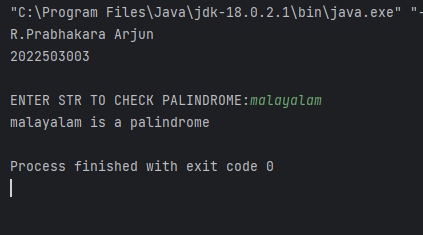 "C:\Program Files\Java\jdk-18.0.2.1\bin\java.exe" "-
R.Prabhakara Arjun
2022503003
ENTER STR TO CHECK PALINDROME:malayalam
malayalam is a palindrome
Process finished with exit code 0